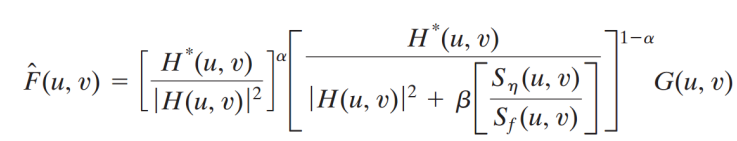 F̂(u, v) = [ H*(u, v) / |H(u, v)|² ]^α [ H*(u, v) / ( |H(u, v)|² + β[ S_η(u, v) / S_f(u, v) ] ) ]^(1−α) G(u, v)